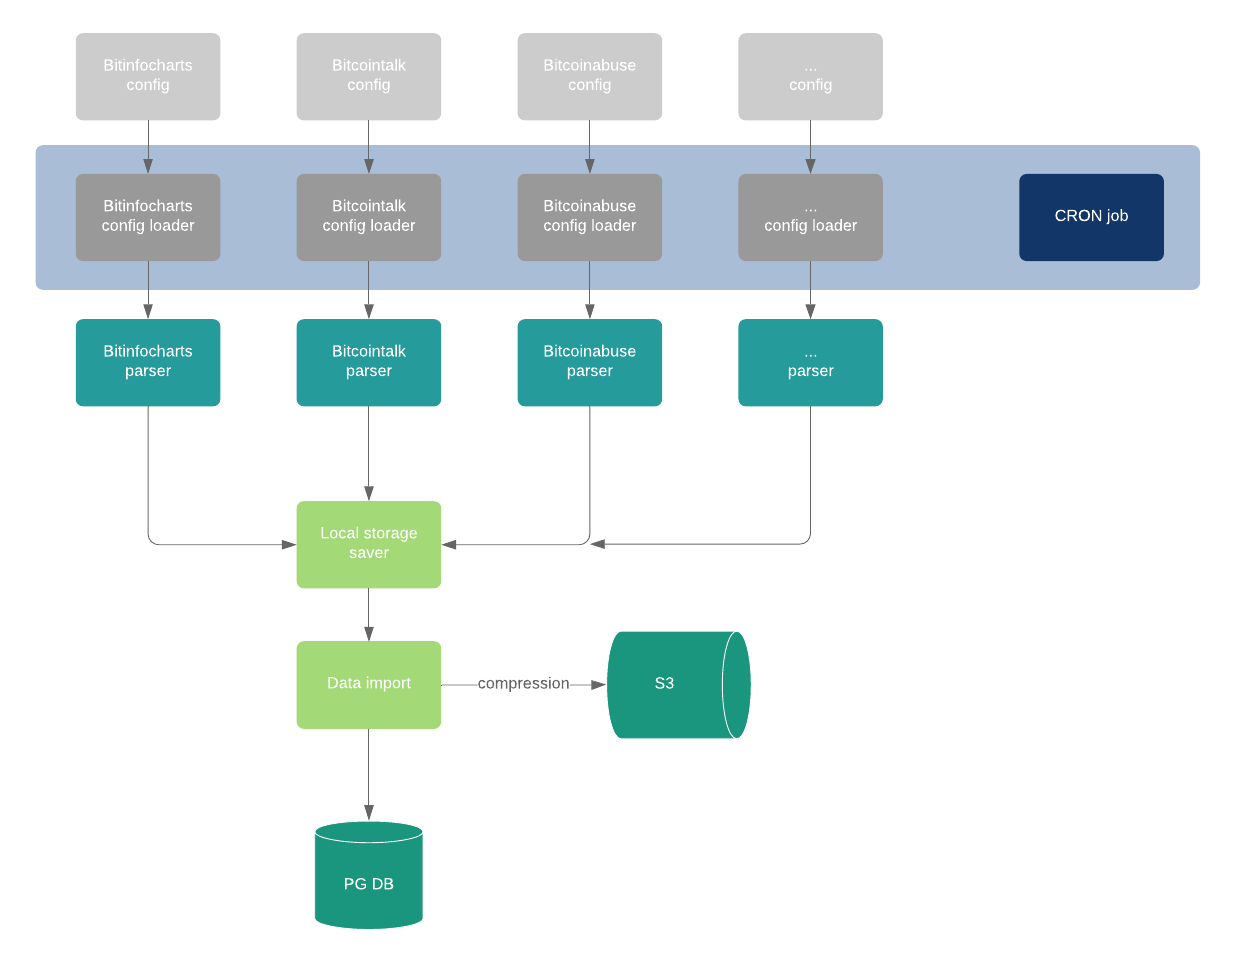 Bitinfocharts
config
Bitcointalk
config
Bitcoinabuse
config
...
config
Bitinfocharts
config loader
Bitcointalk
config loader
Bitcoinabuse
config loader
...
config loader
CRON job
Bitinfocharts
parser
Bitcointalk
parser
Bitcoinabuse
parser
...
parser
Local storage
saver
Data import
compression
S3
PG DB